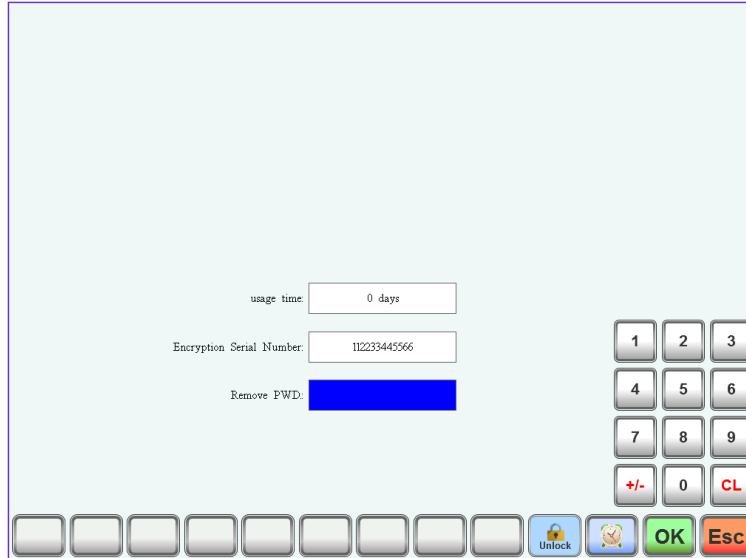 usage time: 0 days
Encryption Serial Number: 112233445566
Remove PWD.:
1 2 3
4 5 6
7 8 9
+/- 0 CL
Unlock OK Esc